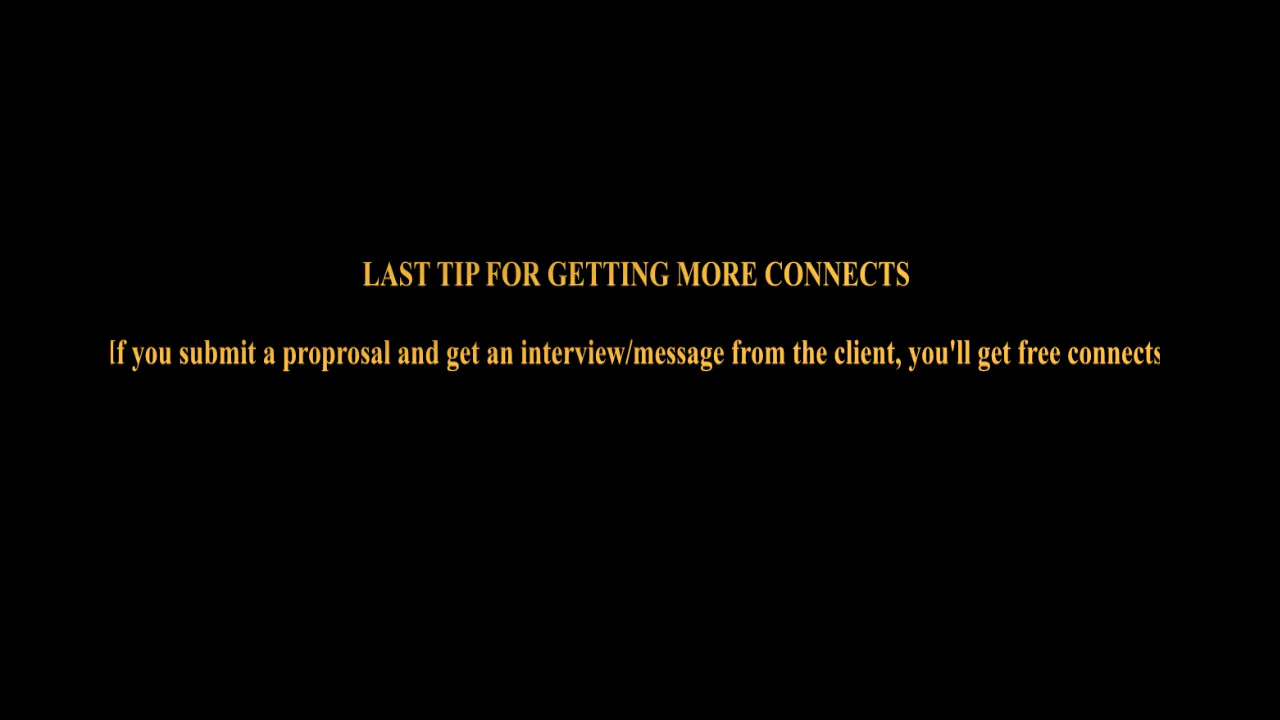 LAST TIP FOR GETTING MORE CONNECTS
If you submit a proprosal and get an interview/message from the client, you'll get free connects